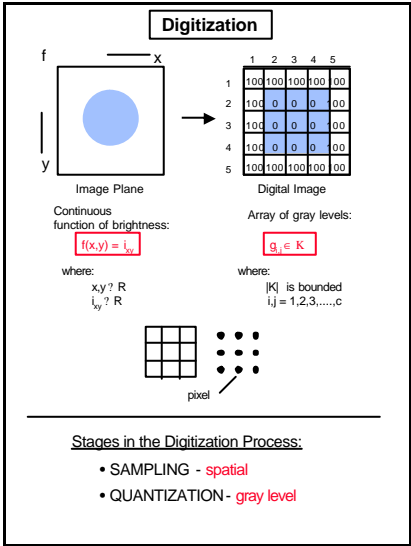 Digitization
f x
1 2 3 4 5
1 100 100 100 100 100
2 100 0 0 0 100
3 100 0 0 0 100
y 4 100 0 0 0 100
5 100 100 100 100 100
Image Plane Digital Image
Continuous
function of brightness:
f(x,y) = i_xy
where:
x,y ? R
i_xy ? R
Array of gray levels:
g_i,j ∈ K
where:
|K| is bounded
i,j = 1,2,3,....,c
pixel
Stages in the Digitization Process:
• SAMPLING - spatial
• QUANTIZATION - gray level